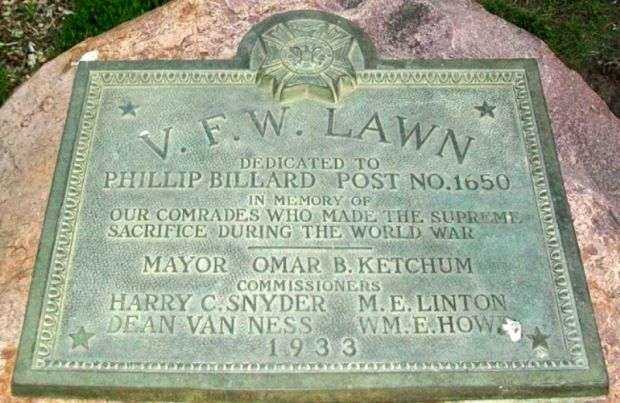 V. F. W. LAWN
DEDICATED TO
PHILLIP BILLARD POST NO. 1650
IN MEMORY OF
OUR COMRADES WHO MADE THE SUPREME
SACRIFICE DURING THE WORLD WAR
MAYOR OMAR B. KETCHUM
COMMISSIONERS
HARRY C. SNYDER M. E. LINTON
DEAN VAN NESS WM. E.
1933